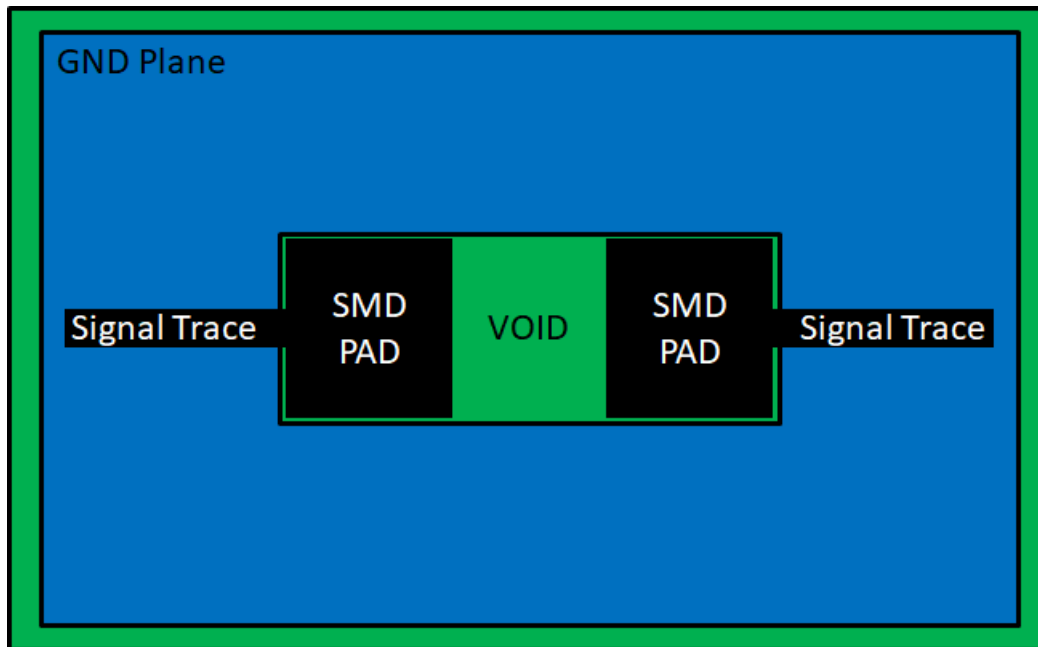 GND Plane
SMD
PAD
VOID
SMD
PAD
Signal Trace
Signal Trace